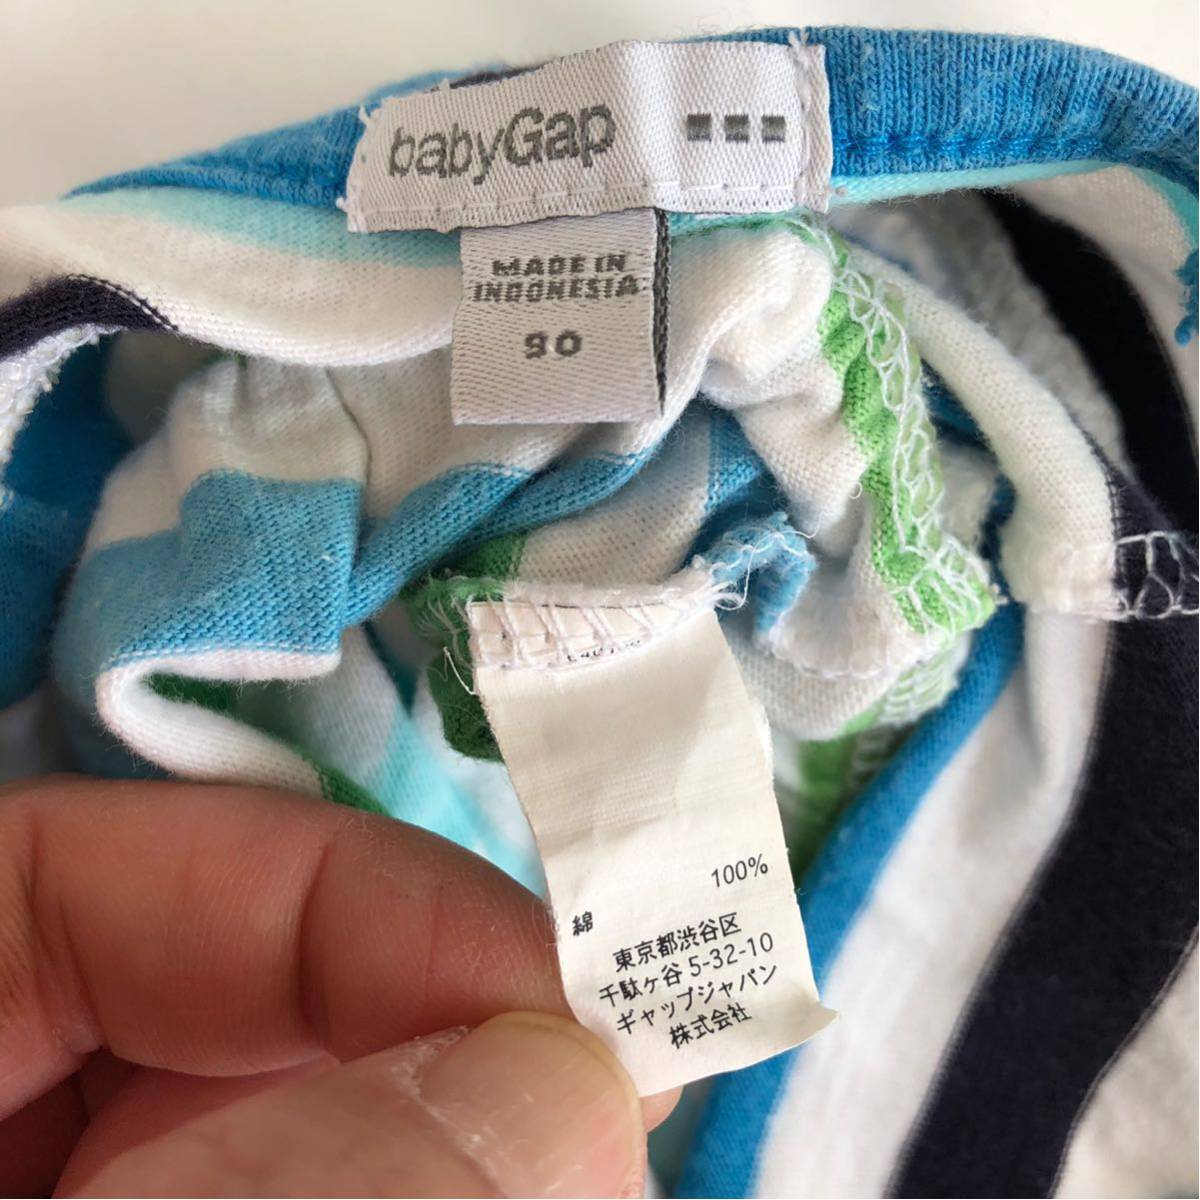 babyGap
MADE IN
INDONESIA
90
100%
綿
東京都渋谷区
千駄ヶ谷 5-32-10
ギャップジャパン
株式会社